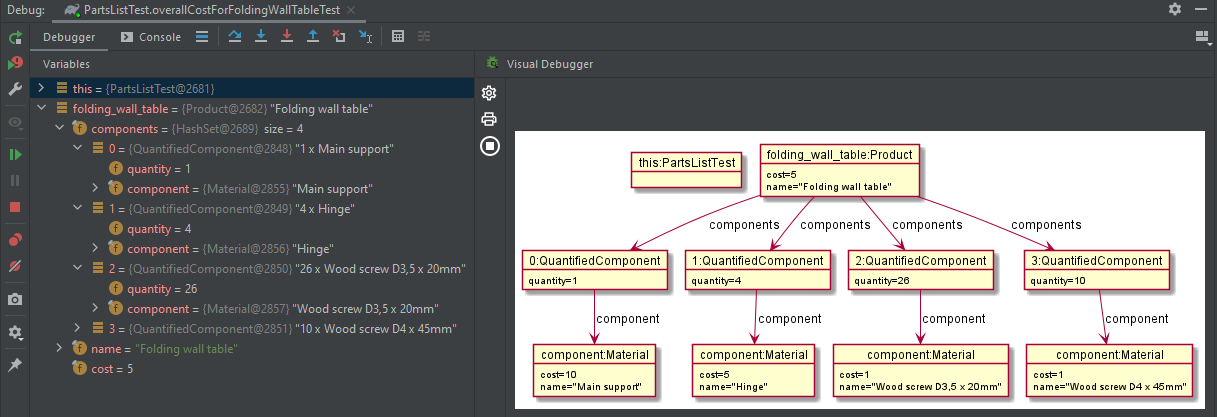 Debug: PartsListTest.overallCostForFoldingWallTableTest
Debugger Console
Variables
this = {PartsListTest@2681}
folding_wall_table = {Product@2682} "Folding wall table"
components = {HashSet@2689} size = 4
0 = {QuantifiedComponent@2848} "1 x Main support"
quantity = 1
component = {Material@2855} "Main support"
1 = {QuantifiedComponent@2849} "4 x Hinge"
quantity = 4
component = {Material@2856} "Hinge"
2 = {QuantifiedComponent@2850} "26 x Wood screw D3,5 x 20mm"
quantity = 26
component = {Material@2857} "Wood screw D3,5 x 20mm"
3 = {QuantifiedComponent@2851} "10 x Wood screw D4 x 45mm"
name = "Folding wall table"
cost = 5
Visual Debugger
this:PartsListTest
folding_wall_table:Product
cost=5
name="Folding wall table"
components components components components
0:QuantifiedComponent
quantity=1
1:QuantifiedComponent
quantity=4
2:QuantifiedComponent
quantity=26
3:QuantifiedComponent
quantity=10
component component component component
component:Material
cost=10
name="Main support"
component:Material
cost=5
name="Hinge"
component:Material
cost=1
name="Wood screw D3,5 x 20mm"
component:Material
cost=1
name="Wood screw D4 x 45mm"